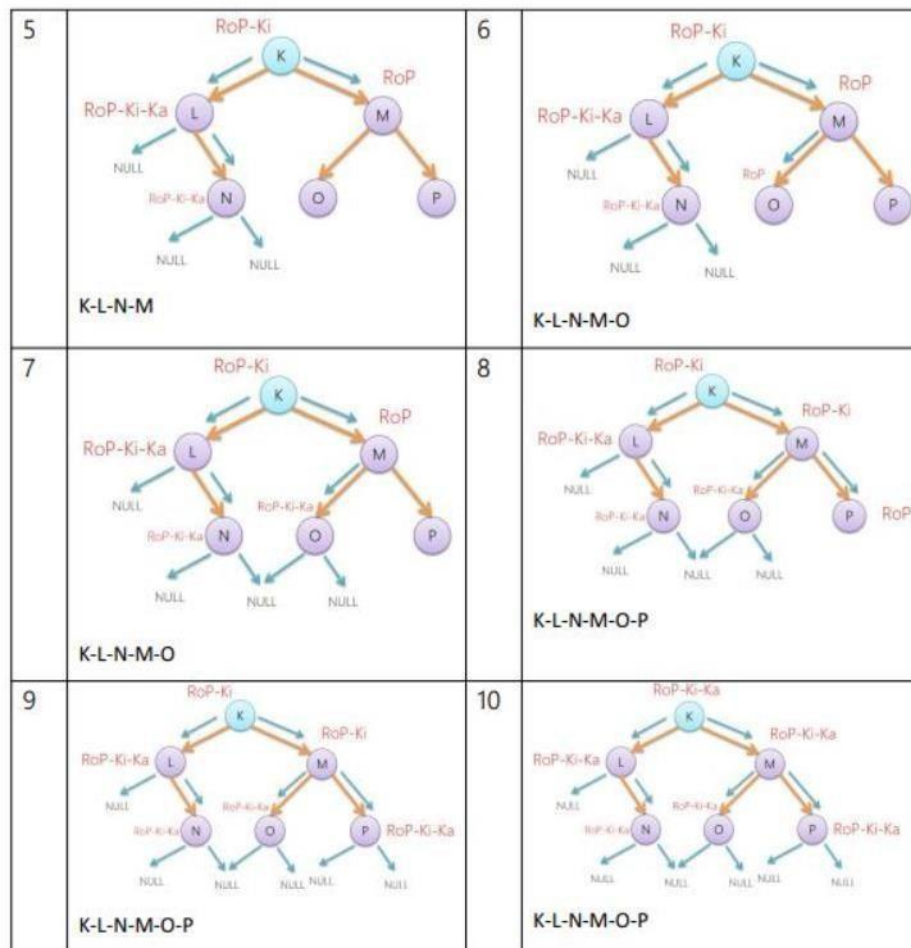 5
RoP-Ki
K
RoP
RoP-Ki-Ka
L
M
NULL
RoP-Ki-Ka
N
O
P
NULL
NULL
K-L-N-M
6
RoP-Ki
K
RoP
RoP-Ki-Ka
L
M
NULL
RoP
RoP-Ki-Ka
N
O
P
NULL
NULL
K-L-N-M-O
7
RoP-Ki
K
RoP
RoP-Ki-Ka
L
M
NULL
RoP-Ki-Ka
RoP-Ki-Ka
N
O
P
NULL
NULL
NULL
K-L-N-M-O
8
RoP-Ki
K
RoP-Ki
RoP-Ki-Ka
L
M
NULL
RoP-Ki-Ka
RoP-Ki-Ka
N
O
P
RoP
NULL
NULL
NULL
K-L-N-M-O-P
9
RoP-Ki
K
RoP-Ki
RoP-Ki-Ka
L
M
NULL
RoP-Ki-Ka
RoP-Ki-Ka
N
O
P
RoP-Ki-Ka
NULL
NULL
NULL
NULL
NULL
K-L-N-M-O-P
10
RoP-Ki-Ka
K
RoP-Ki-Ka
RoP-Ki-Ka
L
M
NULL
RoP-Ki-Ka
RoP-Ki-Ka
N
O
P
RoP-Ki-Ka
NULL
NULL
NULL
NULL
NULL
K-L-N-M-O-P